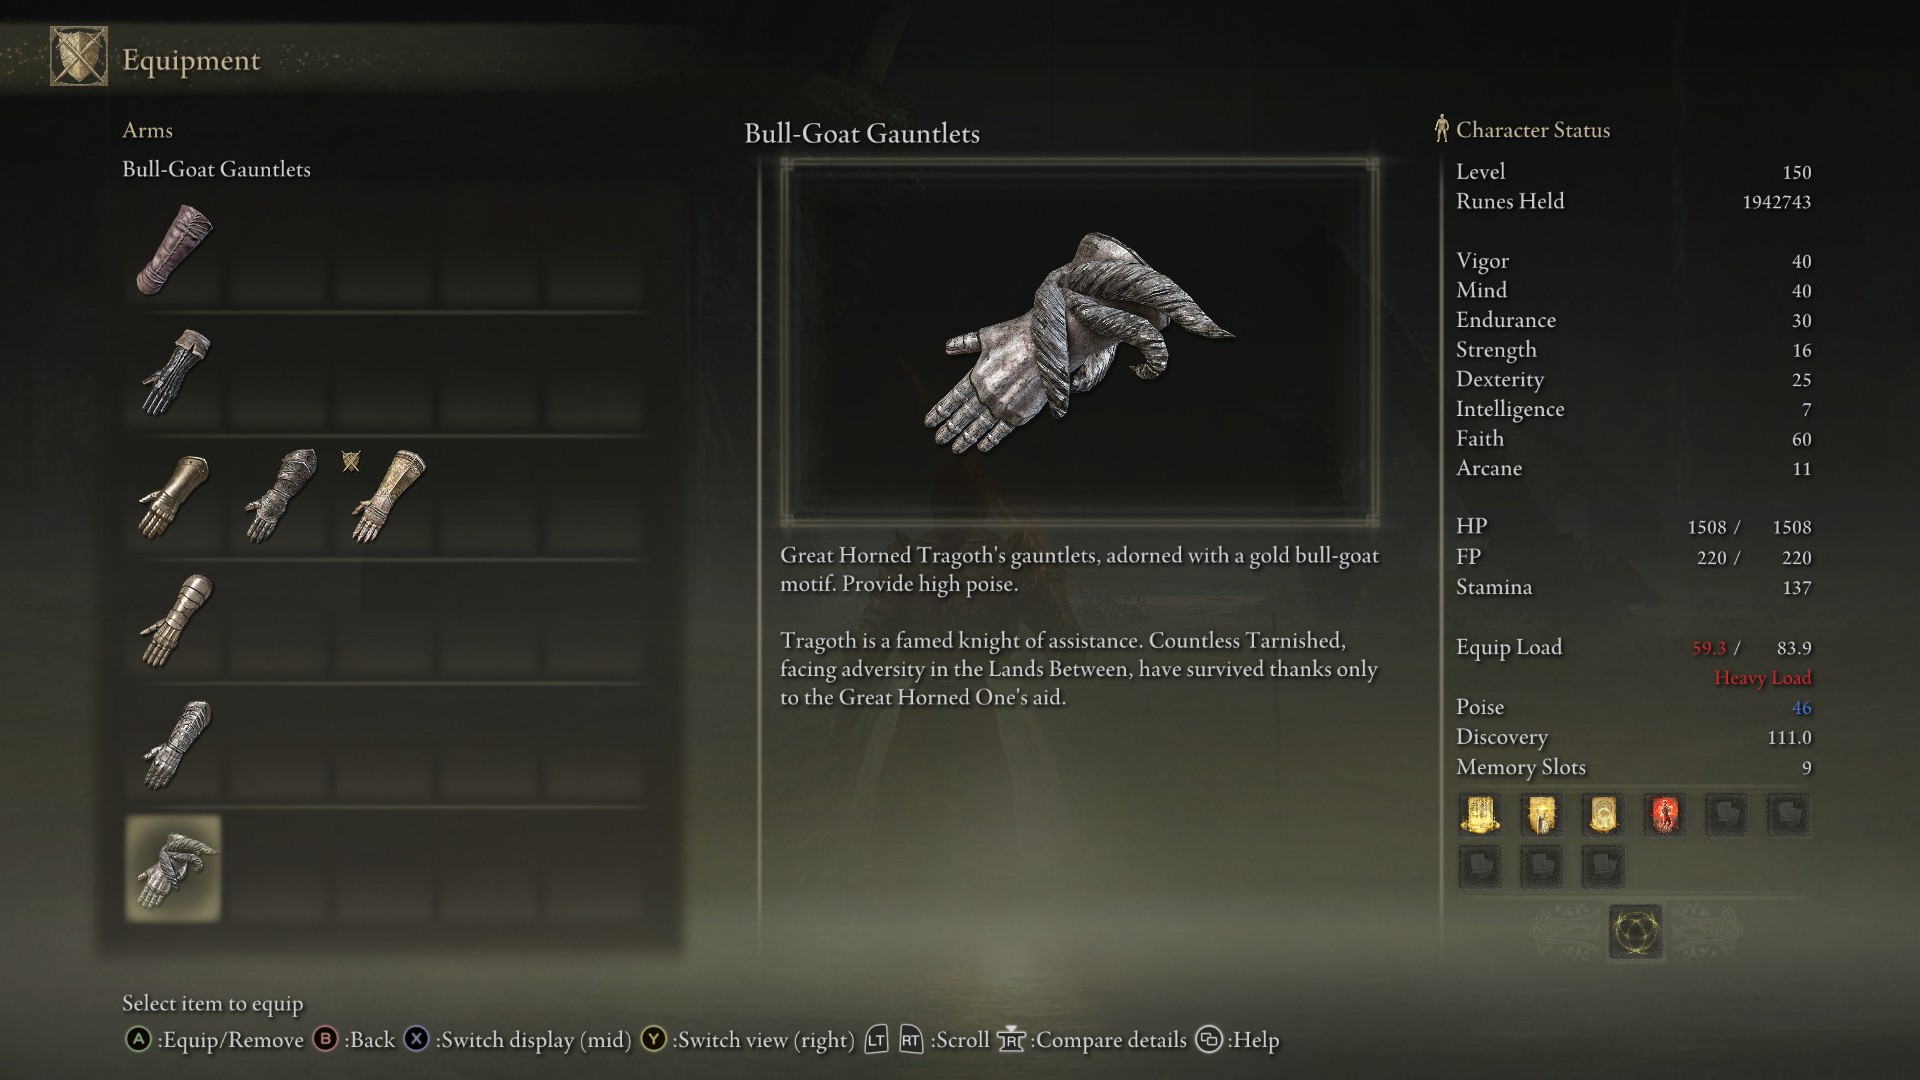 Equipment
Arms
Bull-Goat Gauntlets
Bull-Goat Gauntlets
Great Horned Tragoth's gauntlets, adorned with a gold bull-goat
motif. Provide high poise.
Tragoth is a famed knight of assistance. Countless Tarnished,
facing adversity in the Lands Between, have survived thanks only
to the Great Horned One's aid.
Character Status
Level 150
Runes Held 1942743
Vigor 40
Mind 40
Endurance 30
Strength 16
Dexterity 25
Intelligence 7
Faith 60
Arcane 11
HP 1508 / 1508
FP 220 / 220
Stamina 137
Equip Load 59.3 / 83.9
Heavy Load
Poise 46
Discovery 111.0
Memory Slots 9
Select item to equip
A :Equip/Remove B :Back X :Switch display (mid) Y :Switch view (right) LT RT :Scroll R :Compare details :Help